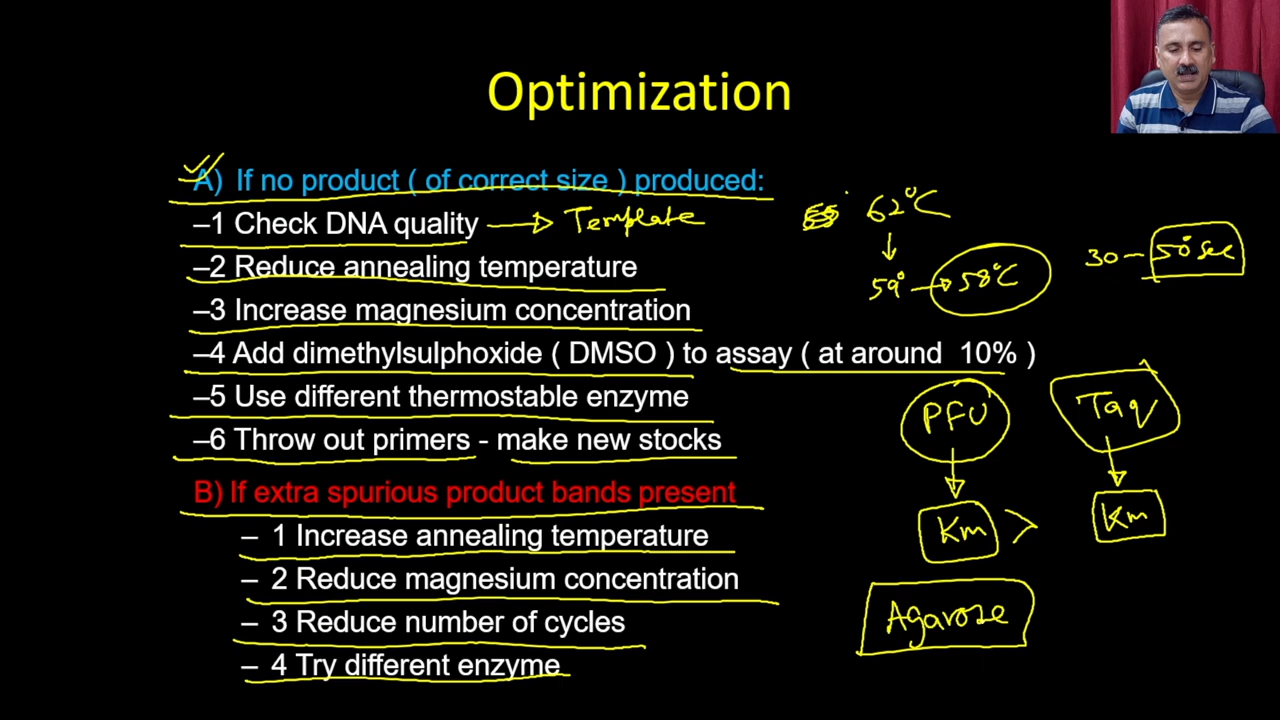 Optimization
A) If no product ( of correct size ) produced:
–1 Check DNA quality → Template
62°C
30 – 50 sec
–2 Reduce annealing temperature
59° → 58°C
–3 Increase magnesium concentration
–4 Add dimethylsulphoxide ( DMSO ) to assay ( at around 10% )
–5 Use different thermostable enzyme
PFU
Taq
–6 Throw out primers - make new stocks
B) If extra spurious product bands present
– 1 Increase annealing temperature
Km > Km
– 2 Reduce magnesium concentration
– 3 Reduce number of cycles
Agarose
– 4 Try different enzyme